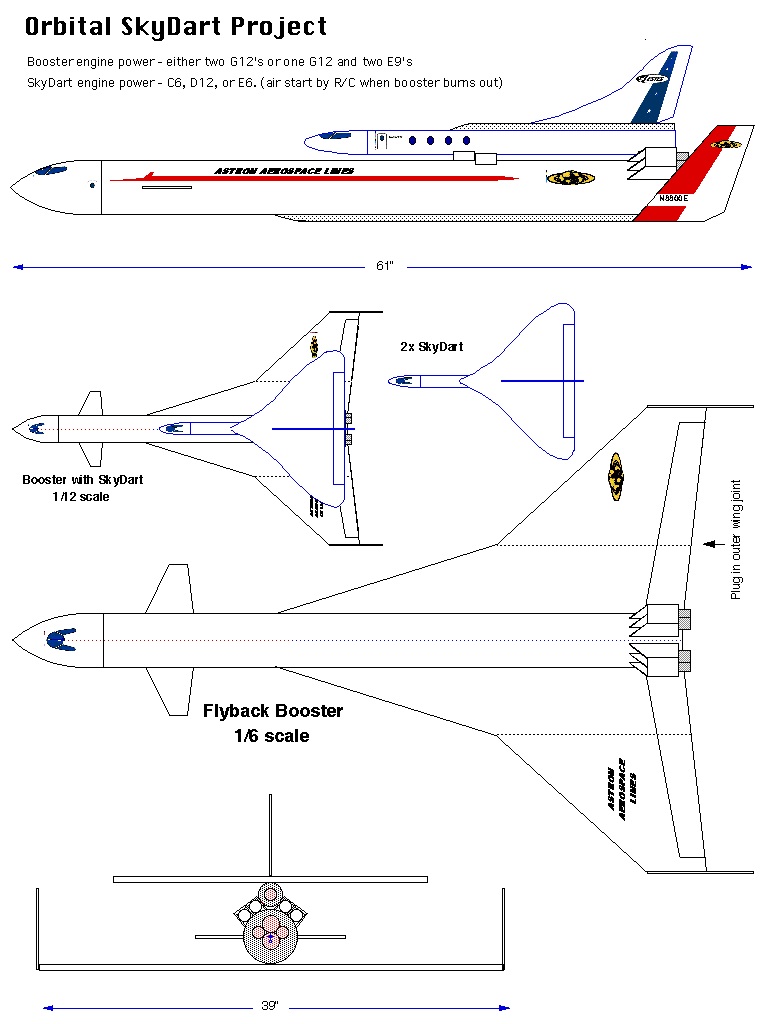 Orbital SkyDart Project
Booster engine power - either two G12's or one G12 and two E9's
SkyDart engine power - C6, D12, or E6. (air start by R/C when booster burns out)
ESTES
ASTRON AEROSPACE LINES
N8800E
61"
2x SkyDart
Booster with SkyDart
1/12 scale
Plug in outer wing joint
Flyback Booster
1/6 scale
ASTRON
AEROSPACE
LINES
39"